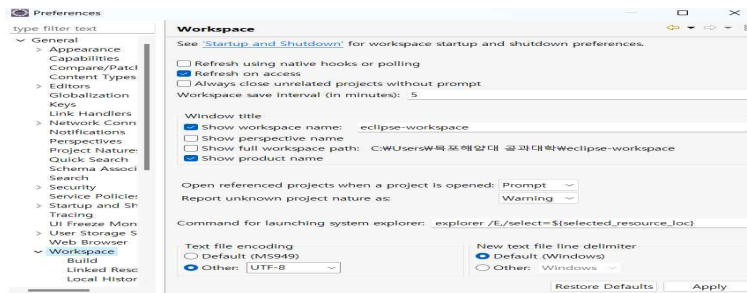 Preferences
type filter text
Workspace
General
Appearance
Capabilities
Compare/Patcl
Content Types
Editors
Globalization
Keys
Link Handlers
Network Conn
Notifications
Perspectives
Project Nature:
Quick Search
Schema Associ
Search
Security
Service Policie:
Startup and Sh
Tracing
UI Freeze Mon
User Storage S
Web Browser
Workspace
Build
Linked Resc
Local Histor
See 'Startup and Shutdown' for workspace startup and shutdown preferences.
Refresh using native hooks or polling
Refresh on access
Always close unrelated projects without prompt
Workspace save interval (in minutes): 5
Window title
Show workspace name: eclipse-workspace
Show perspective name
Show full workspace path: C:₩Users₩목포해양대 공과대학₩eclipse-workspace
Show product name
Open referenced projects when a project is opened: Prompt
Report unknown project nature as: Warning
Command for launching system explorer: explorer /E,/select=${selected_resource_loc}
Text file encoding
Default (MS949)
Other: UTF-8
New text file line delimiter
Default (Windows)
Other: Windows
Restore Defaults Apply